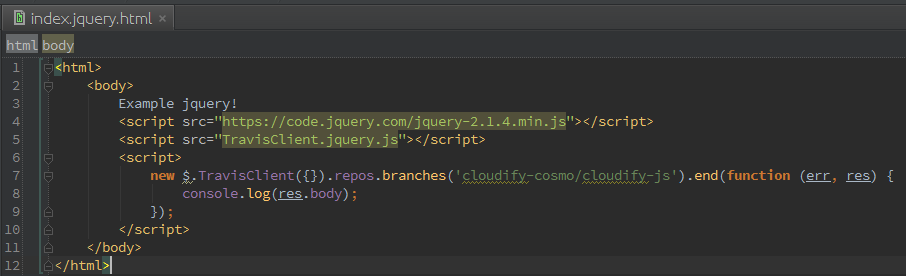 index.jquery.html ×
html body
1 <html>
2 <body>
3 Example jquery!
4 <script src="https://code.jquery.com/jquery-2.1.4.min.js"></script>
5 <script src="TravisClient.jquery.js"></script>
6 <script>
7 new $.TravisClient({}).repos.branches('cloudify-cosmo/cloudify-js').end(function (err, res) {
8 console.log(res.body);
9 });
10 </script>
11 </body>
12 </html>